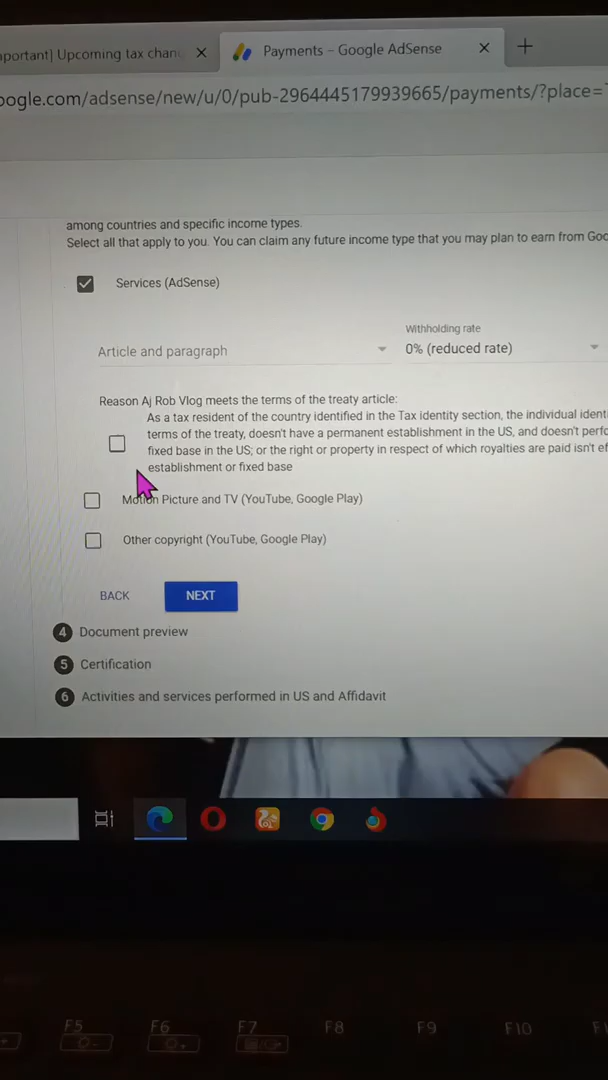 Upcoming tax chan
Payments – Google AdSense
oogle.com/adsense/new/u/0/pub-2964445179939665/payments/?place=
among countries and specific income types.
Select all that apply to you. You can claim any future income type that you may plan to earn from Goo
Services (AdSense)
Withholding rate
Article and paragraph
0% (reduced rate)
Reason Aj Rob Vlog meets the terms of the treaty article:
As a tax resident of the country identified in the Tax identity section, the individual identi
terms of the treaty, doesn't have a permanent establishment in the US, and doesn't perfo
fixed base in the US; or the right or property in respect of which royalties are paid isn't ef
establishment or fixed base
Motion Picture and TV (YouTube, Google Play)
Other copyright (YouTube, Google Play)
BACK
NEXT
4 Document preview
5 Certification
6 Activities and services performed in US and Affidavit
F5
F6
F7
F8
F9
F10